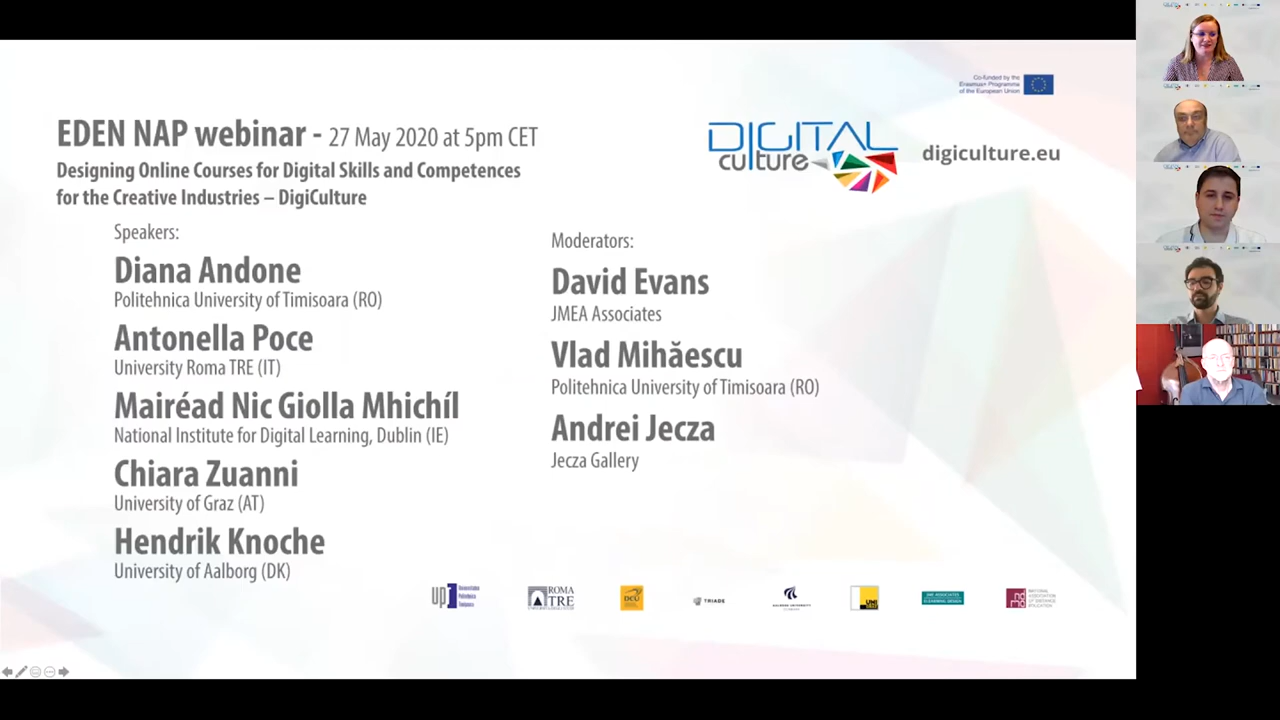 Co-funded by the
Erasmus+ Programme
of the European Union
EDEN NAP webinar - 27 May 2020 at 5pm CET
Designing Online Courses for Digital Skills and Competences
for the Creative Industries – DigiCulture
DIGITAL
culture
digiculture.eu
Speakers:
Diana Andone
Politehnica University of Timisoara (RO)
Antonella Poce
University Roma TRE (IT)
Mairéad Nic Giolla Mhichíl
National Institute for Digital Learning, Dublin (IE)
Chiara Zuanni
University of Graz (AT)
Hendrik Knoche
University of Aalborg (DK)
Moderators:
David Evans
JMEA Associates
Vlad Mihăescu
Politehnica University of Timisoara (RO)
Andrei Jecza
Jecza Gallery
ROMA
TRE
DCU
TRIADE
AALBORG UNIVERSITY